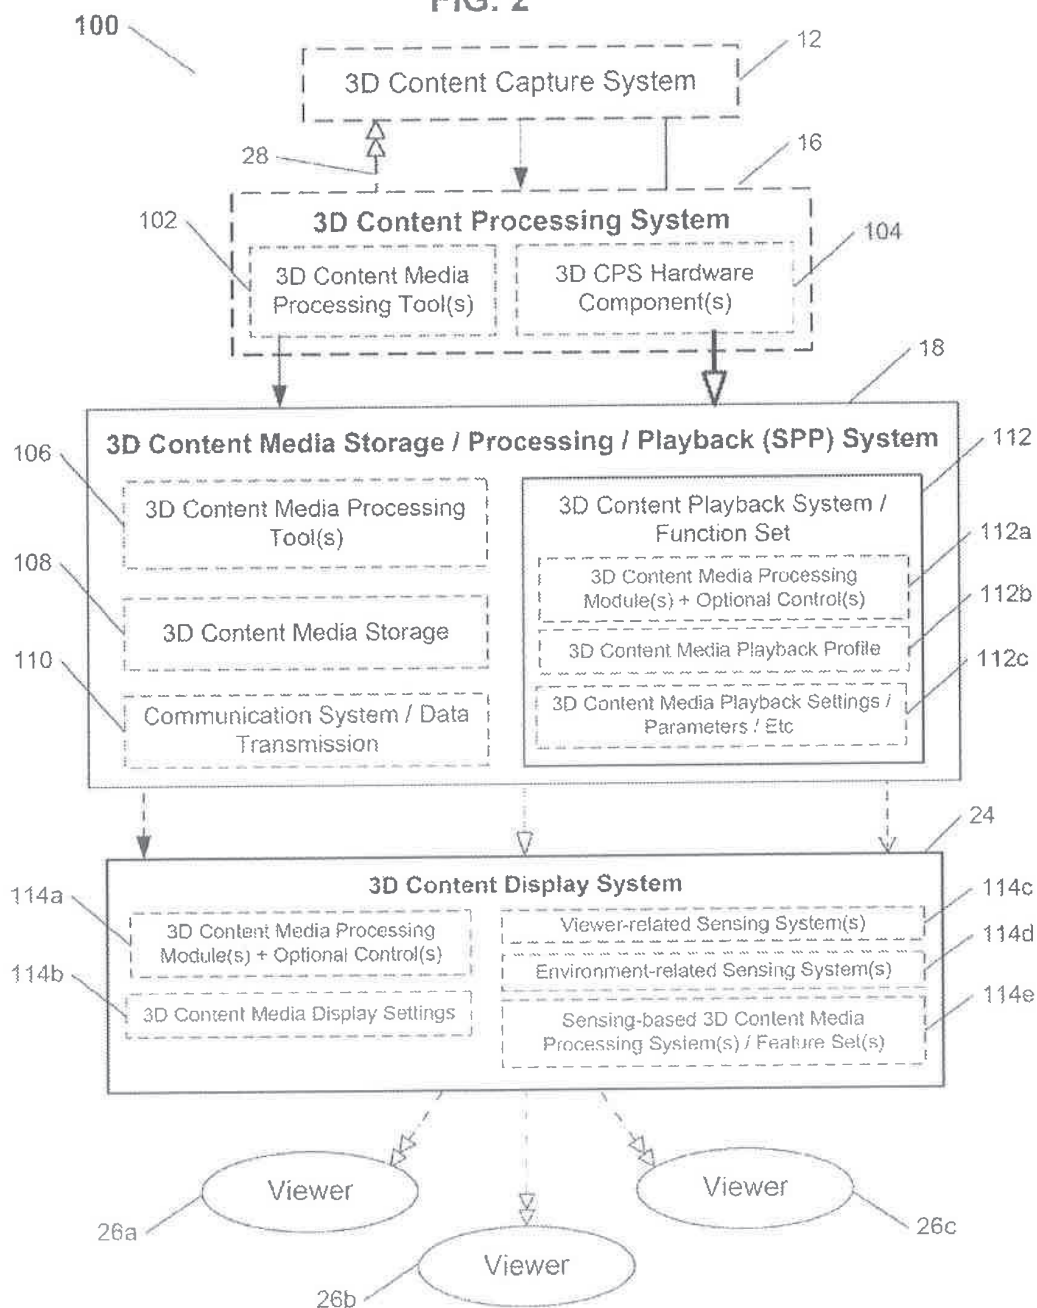 FIG. 2
100
12
3D Content Capture System
28
16
102
3D Content Processing System
104
3D Content Media
Processing Tool(s)
3D CPS Hardware
Component(s)
18
3D Content Media Storage / Processing / Playback (SPP) System
112
106
3D Content Media Processing
Tool(s)
3D Content Playback System /
Function Set
112a
108
3D Content Media Processing
Module(s) + Optional Control(s)
112b
3D Content Media Storage
3D Content Media Playback Profile
110
112c
Communication System / Data
Transmission
3D Content Media Playback Settings /
Parameters / Etc
24
3D Content Display System
114a
114c
3D Content Media Processing
Module(s) + Optional Control(s)
Viewer-related Sensing System(s)
114d
114b
Environment-related Sensing System(s)
114e
3D Content Media Display Settings
Sensing-based 3D Content Media
Processing System(s) / Feature Set(s)
Viewer
Viewer
26a
26c
Viewer
26b